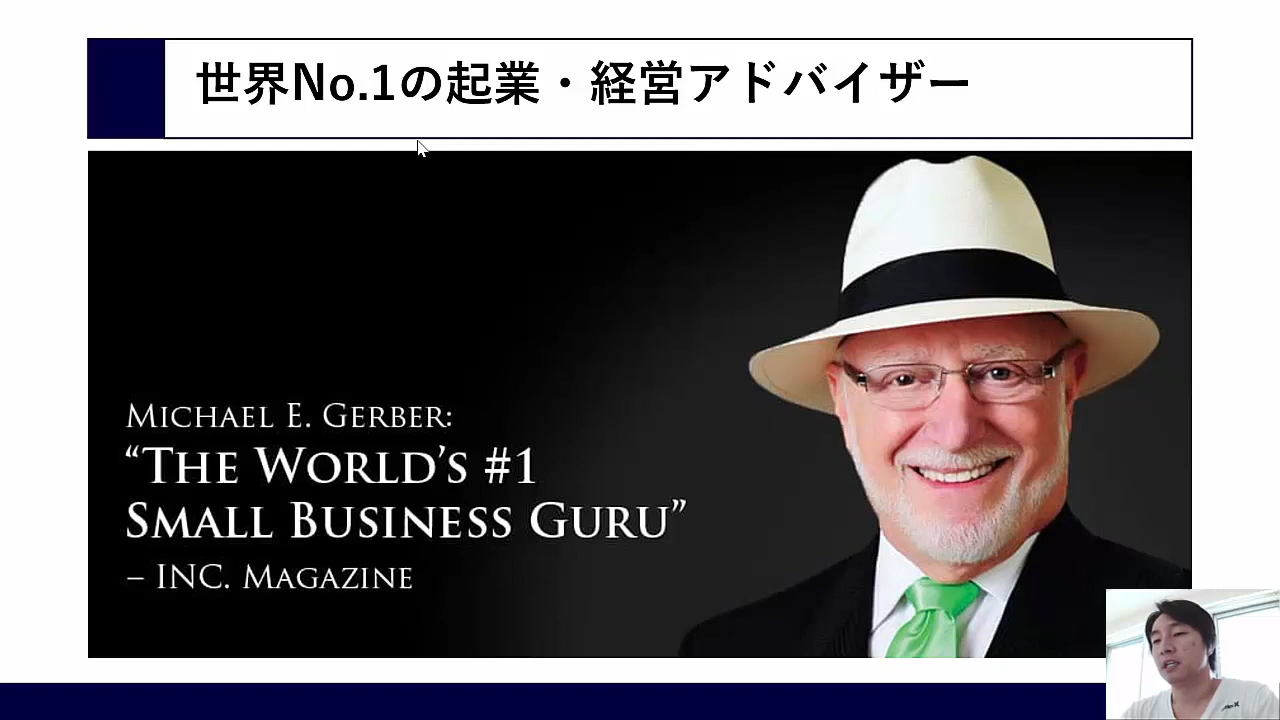 世界No.1の起業・経営アドバイザー
Michael E. Gerber:
“The World’s #1
Small Business Guru”
– INC. Magazine